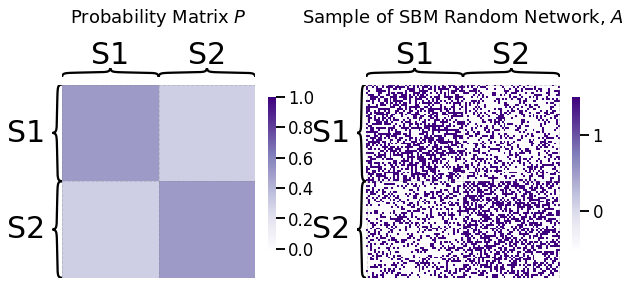 Probability Matrix P
S1 S2
S1
S2
1.0
0.8
0.6
0.4
0.2
0.0
Sample of SBM Random Network, A
S1 S2
S1
S2
1
0